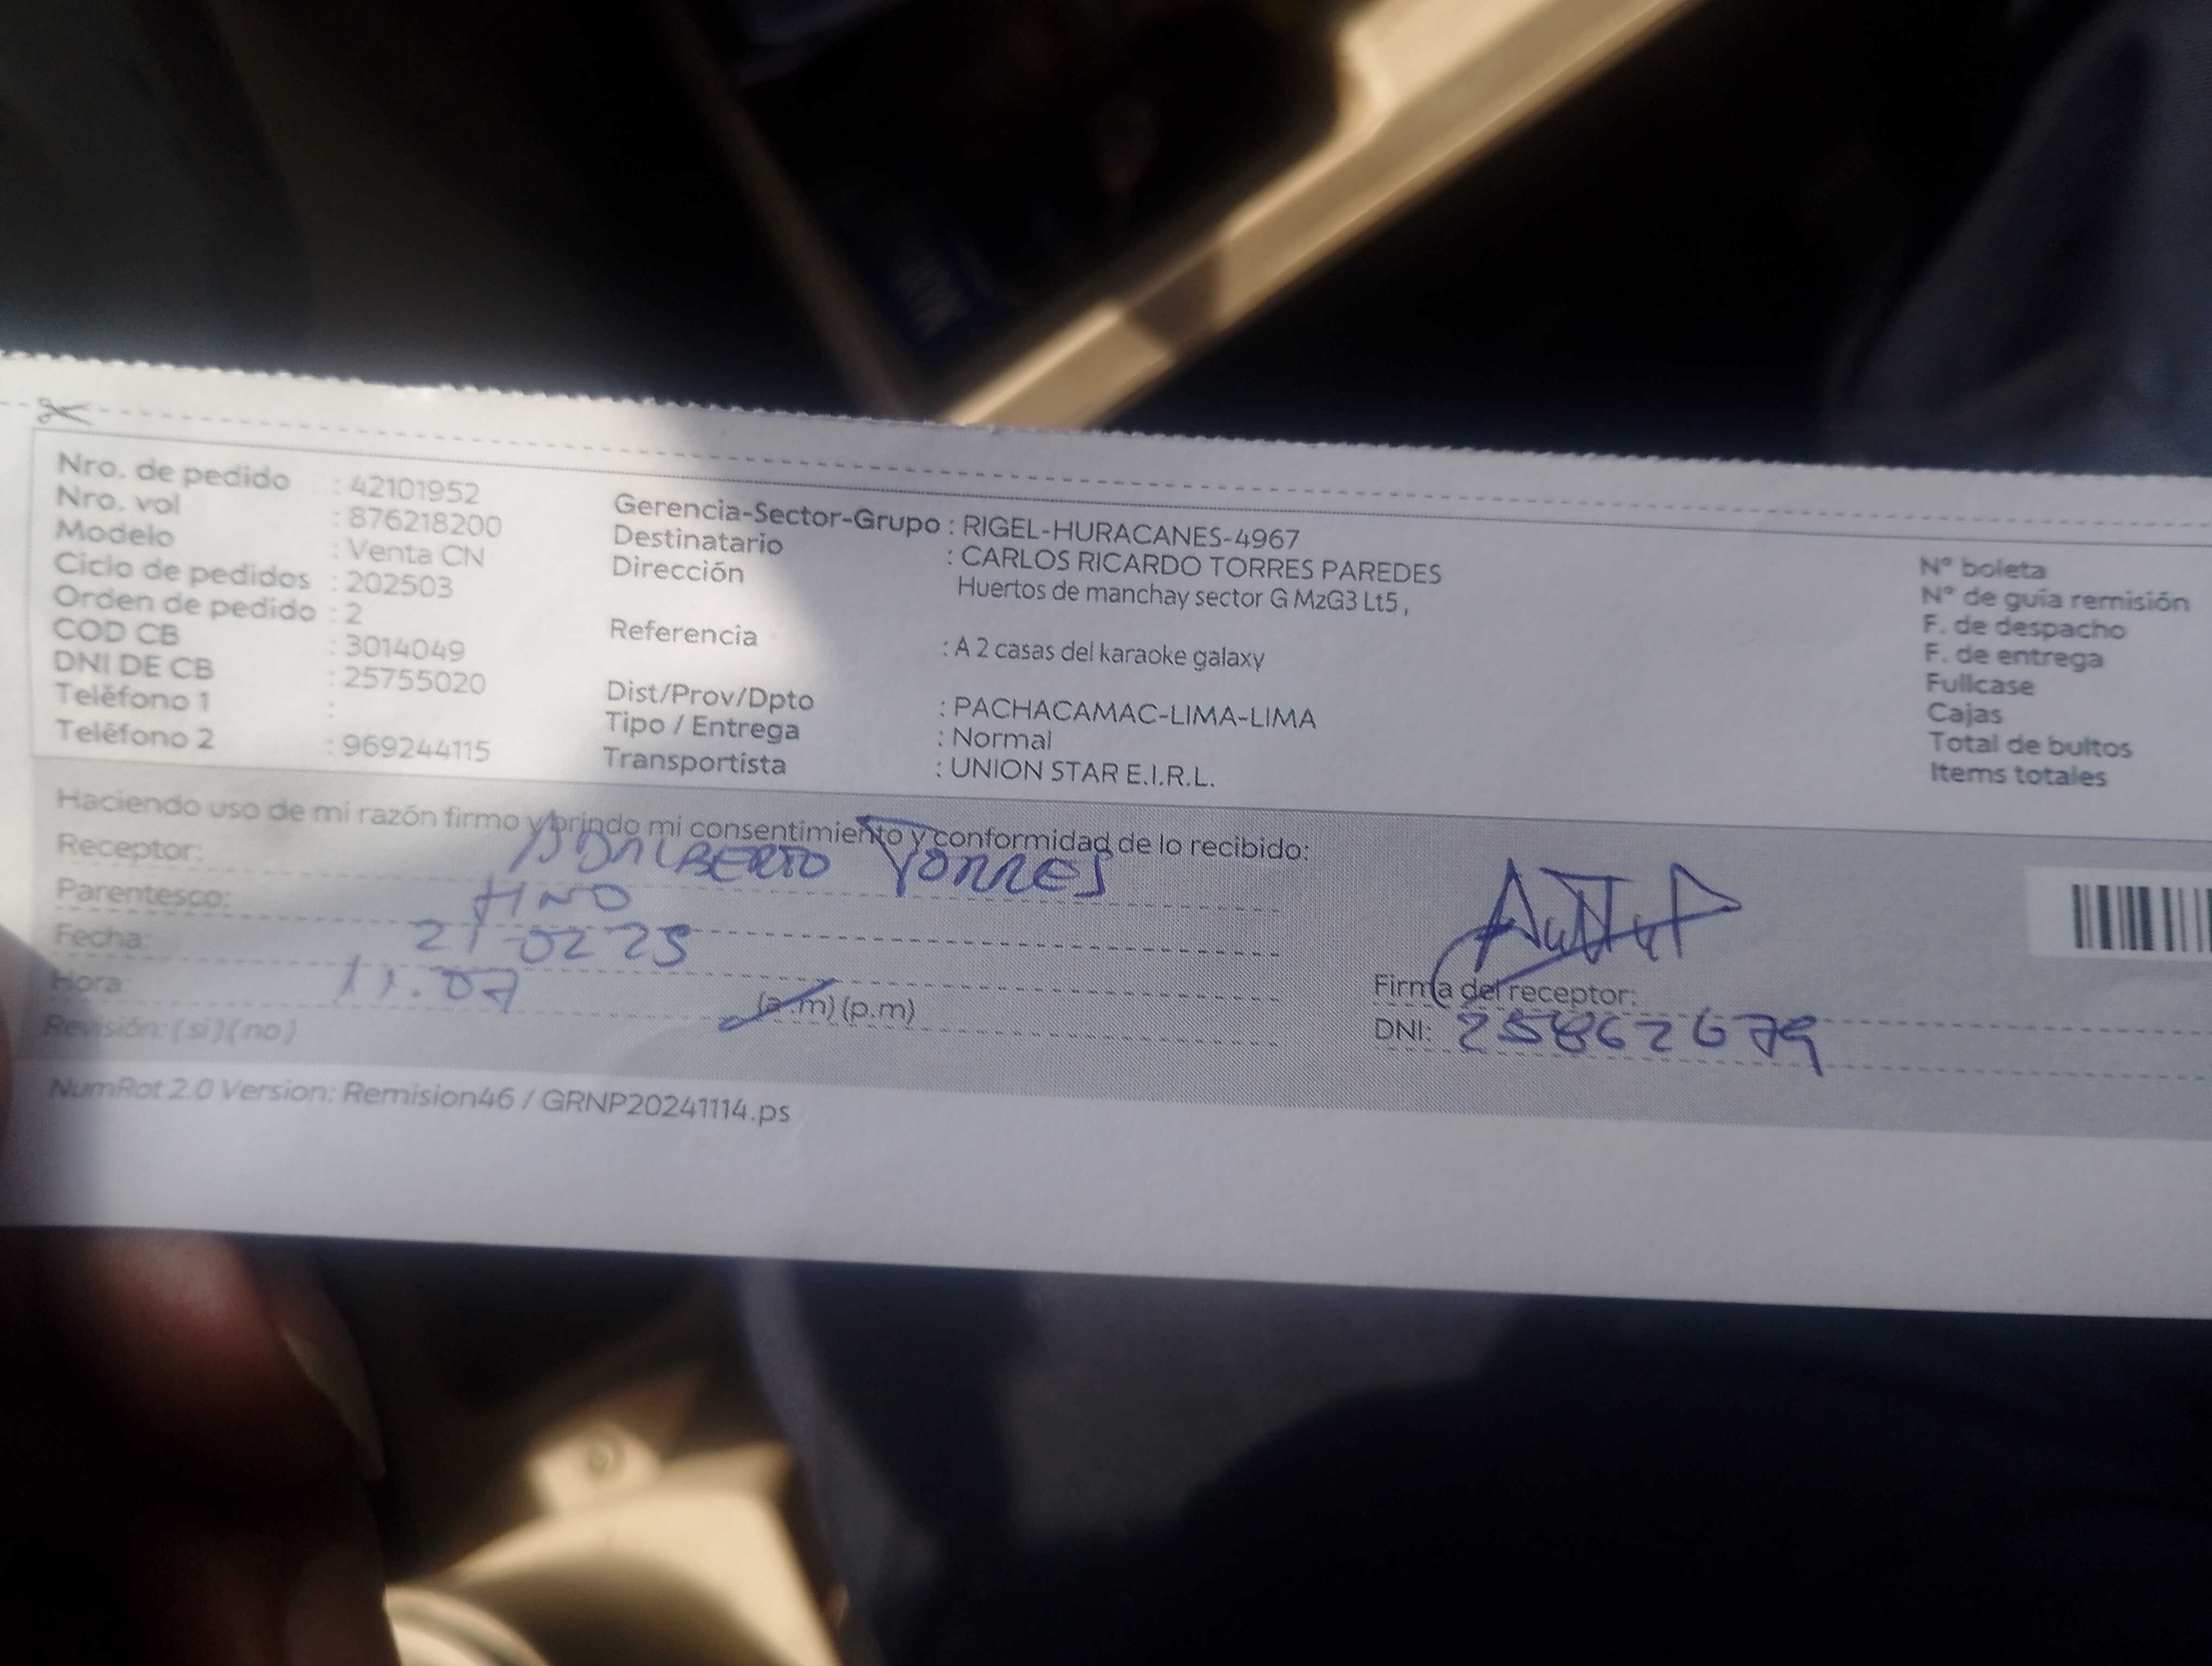 Nro. de pedido : 42101952
Nro. vol : 876218200
Modelo : Venta CN
Ciclo de pedidos : 202503
Orden de pedido : 2
COD CB : 3014049
DNI DE CB : 25755020
Teléfono 1 :
Teléfono 2 : 969244115
Gerencia-Sector-Grupo : RIGEL-HURACANES-4967
Destinatario : CARLOS RICARDO TORRES PAREDES
Dirección Huertos de manchay sector G MzG3 Lt5 ,
Referencia : A 2 casas del karaoke galaxy
Dist/Prov/Dpto : PACHACAMAC-LIMA-LIMA
Tipo / Entrega : Normal
Transportista : UNION STAR E.I.R.L.
N° boleta
N° de guía remisión
F. de despacho
F. de entrega
Fullcase
Cajas
Total de bultos
Items totales
Haciendo uso de mi razón firmo y brindo mi consentimiento y conformidad de lo recibido:
Receptor: ADALBERTO TORRES
Parentesco: HNO
Fecha: 21 0225
Hora: 11.07 (a.m) (p.m)
Revisión: (si) (no)
Firma del receptor:
DNI: 25862679
NumRot 2.0 Version: Remision46 / GRNP20241114.ps